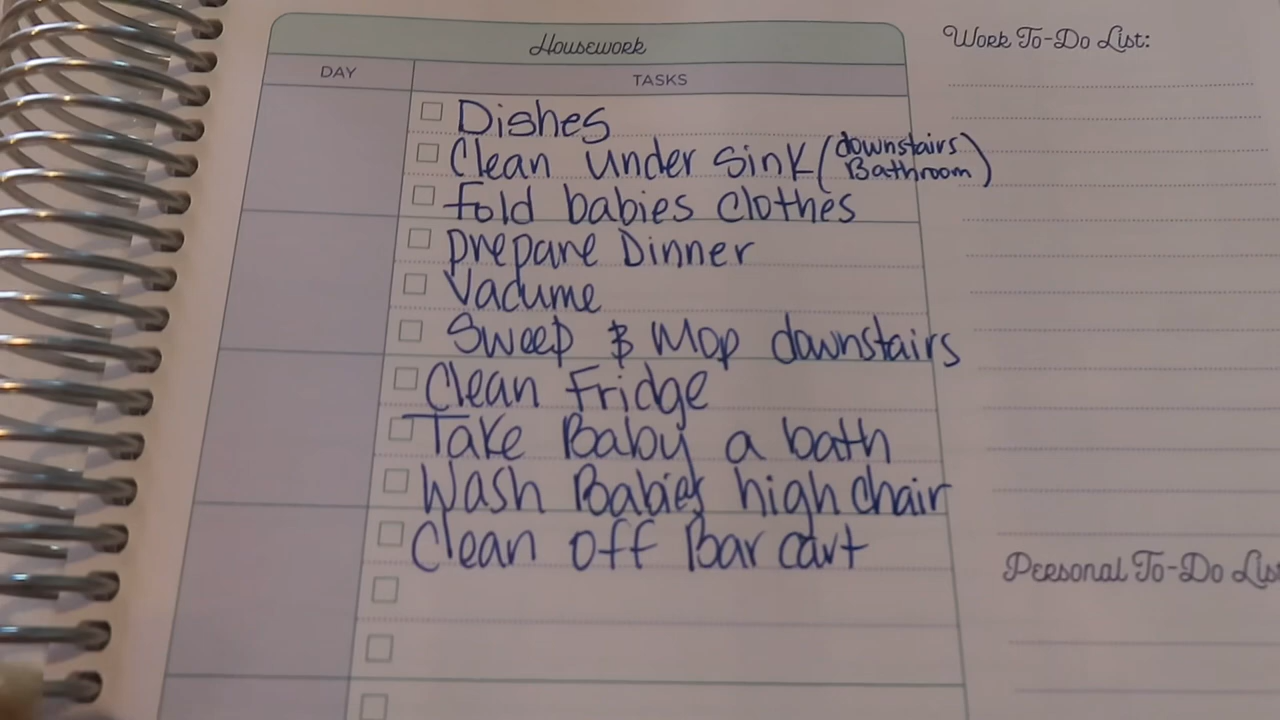 Housework
Work To-Do List:
DAY
TASKS
Dishes
Clean Under Sink (downstairs
Bathroom)
Fold babies clothes
Prepare Dinner
Vacume
Sweep & Mop downstairs
Clean Fridge
Take Baby a bath
Wash Babies high chair
Clean off Bar cart
Personal To-Do Lis